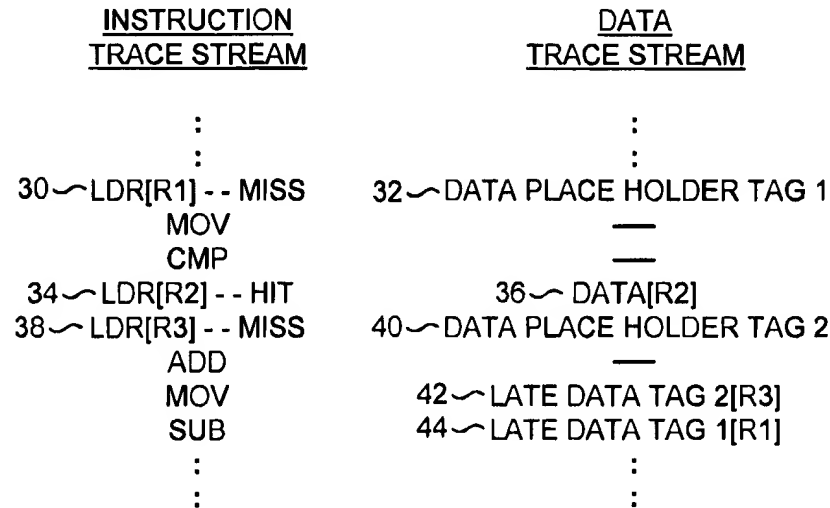 INSTRUCTION TRACE STREAM
DATA TRACE STREAM
:
:
:
:
30 LDR[R1] - - MISS
32 DATA PLACE HOLDER TAG 1
MOV
—
CMP
—
34 LDR[R2] - - HIT
36 DATA[R2]
38 LDR[R3] - - MISS
40 DATA PLACE HOLDER TAG 2
ADD
—
MOV
42 LATE DATA TAG 2[R3]
SUB
44 LATE DATA TAG 1[R1]
:
:
:
: